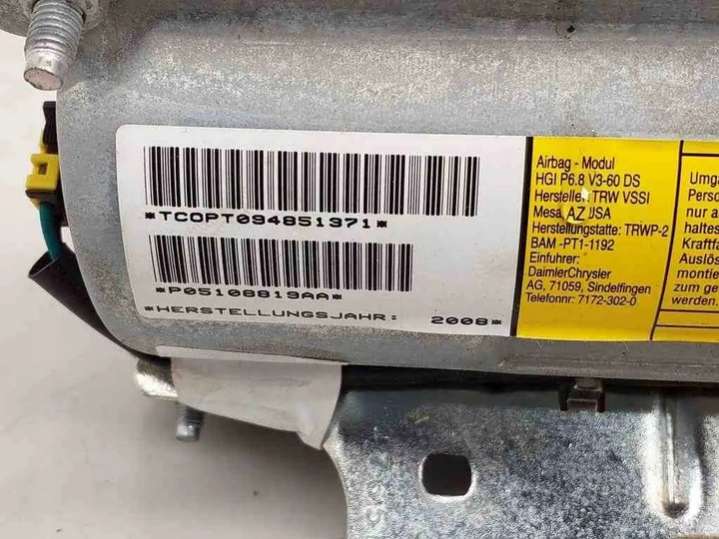 *TCOPT094851371*
*P05108819AA*
*HERSTELLUNGSJAHR: 2008*
Airbag - Modul
HGI P6.8 V3-60 DS
Hersteller: TRW VSSI
Mesa, AZ USA
Herstellungstatte: TRWP-2
BAM -PT1-1192
Einfuhrer:
DaimlerChrysler
AG, 71059, Sindelfingen
Telefonnr: 7172-302-0
Umga
Perso
nur a
haltes
Kraftfa
Auslös
montie
zum ge
werden.